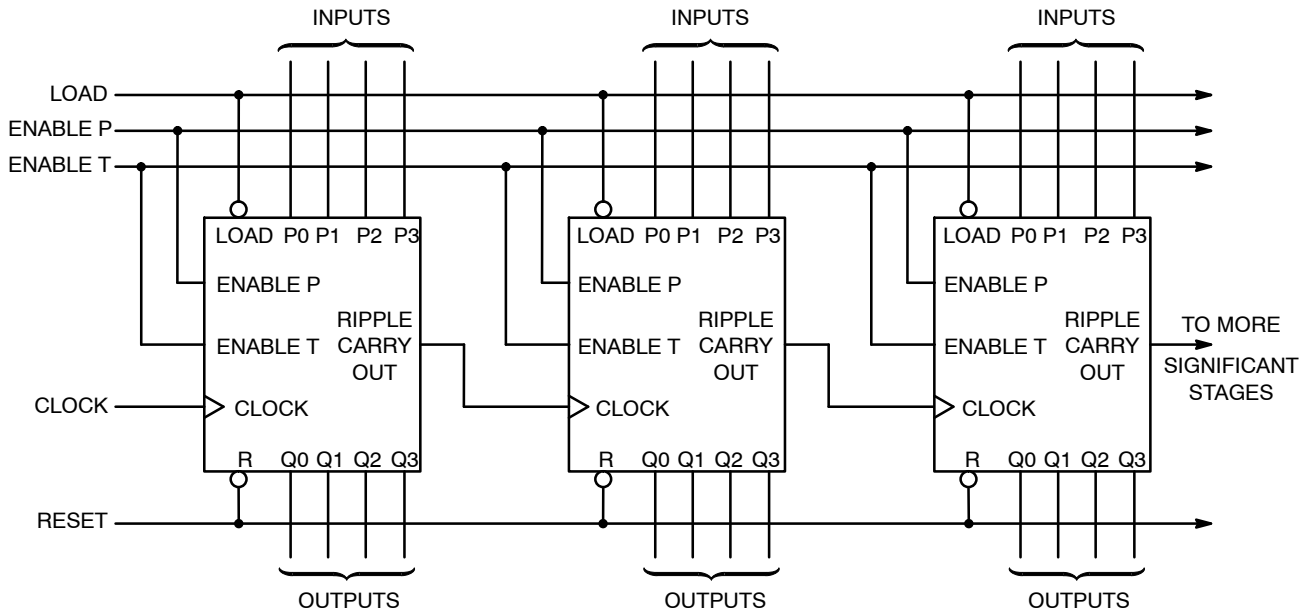 INPUTS INPUTS INPUTS
LOAD
ENABLE P
ENABLE T
LOAD P0 P1 P2 P3 LOAD P0 P1 P2 P3 LOAD P0 P1 P2 P3
ENABLE P ENABLE P ENABLE P
RIPPLE RIPPLE RIPPLE TO MORE
ENABLE T CARRY ENABLE T CARRY ENABLE T CARRY SIGNIFICANT
OUT OUT OUT STAGES
CLOCK CLOCK CLOCK CLOCK
R Q0 Q1 Q2 Q3 R Q0 Q1 Q2 Q3 R Q0 Q1 Q2 Q3
RESET
OUTPUTS OUTPUTS OUTPUTS